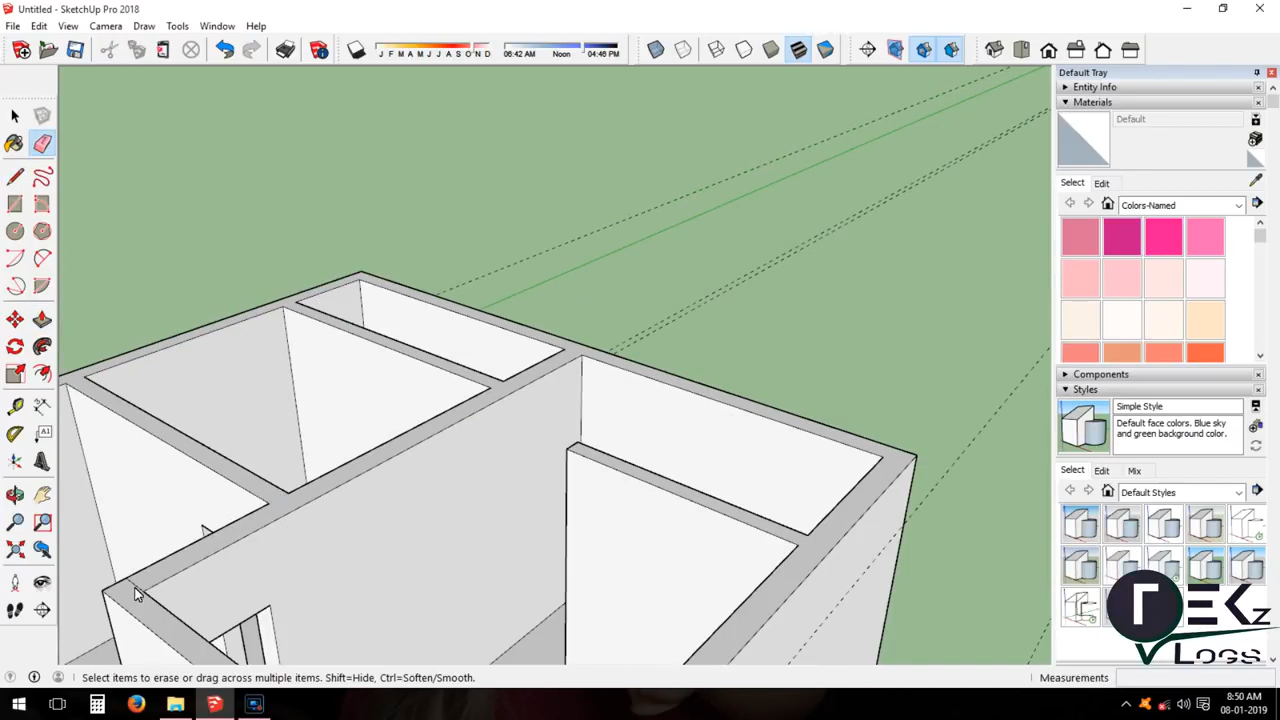 Untitled - SketchUp Pro 2018
File Edit View Camera Draw Tools Window Help
J F M A M J J A S O N D
06:42 AM Noon 04:46 PM
Default Tray
Entity Info
Materials
Default
Select Edit
Colors-Named
Components
Styles
Simple Style
Default face colors. Blue sky
and green background color.
Select Edit Mix
Default Styles
A1
TEKz
VLogs
Select items to erase or drag across multiple items. Shift=Hide, Ctrl=Soften/Smooth.
Measurements
8:50 AM
08-01-2019